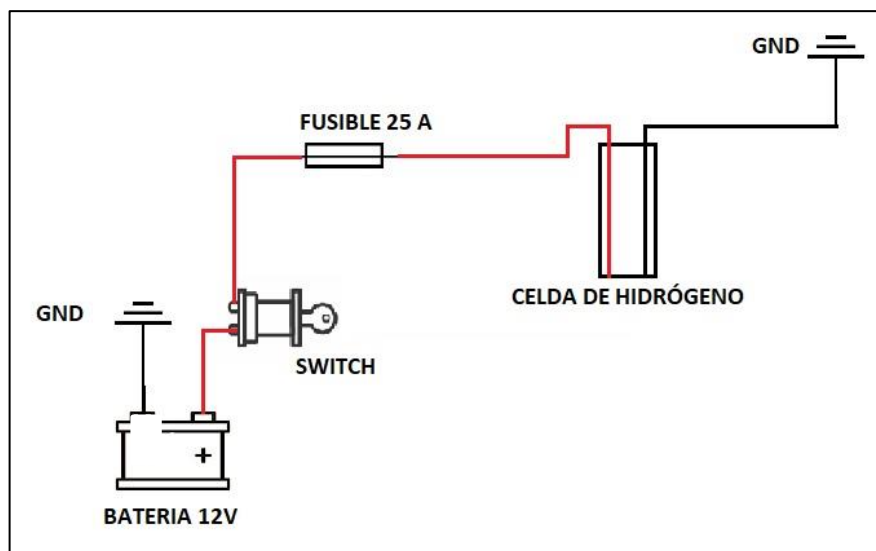 GND
FUSIBLE 25 A
CELDA DE HIDRÓGENO
GND
SWITCH
+
BATERIA 12V